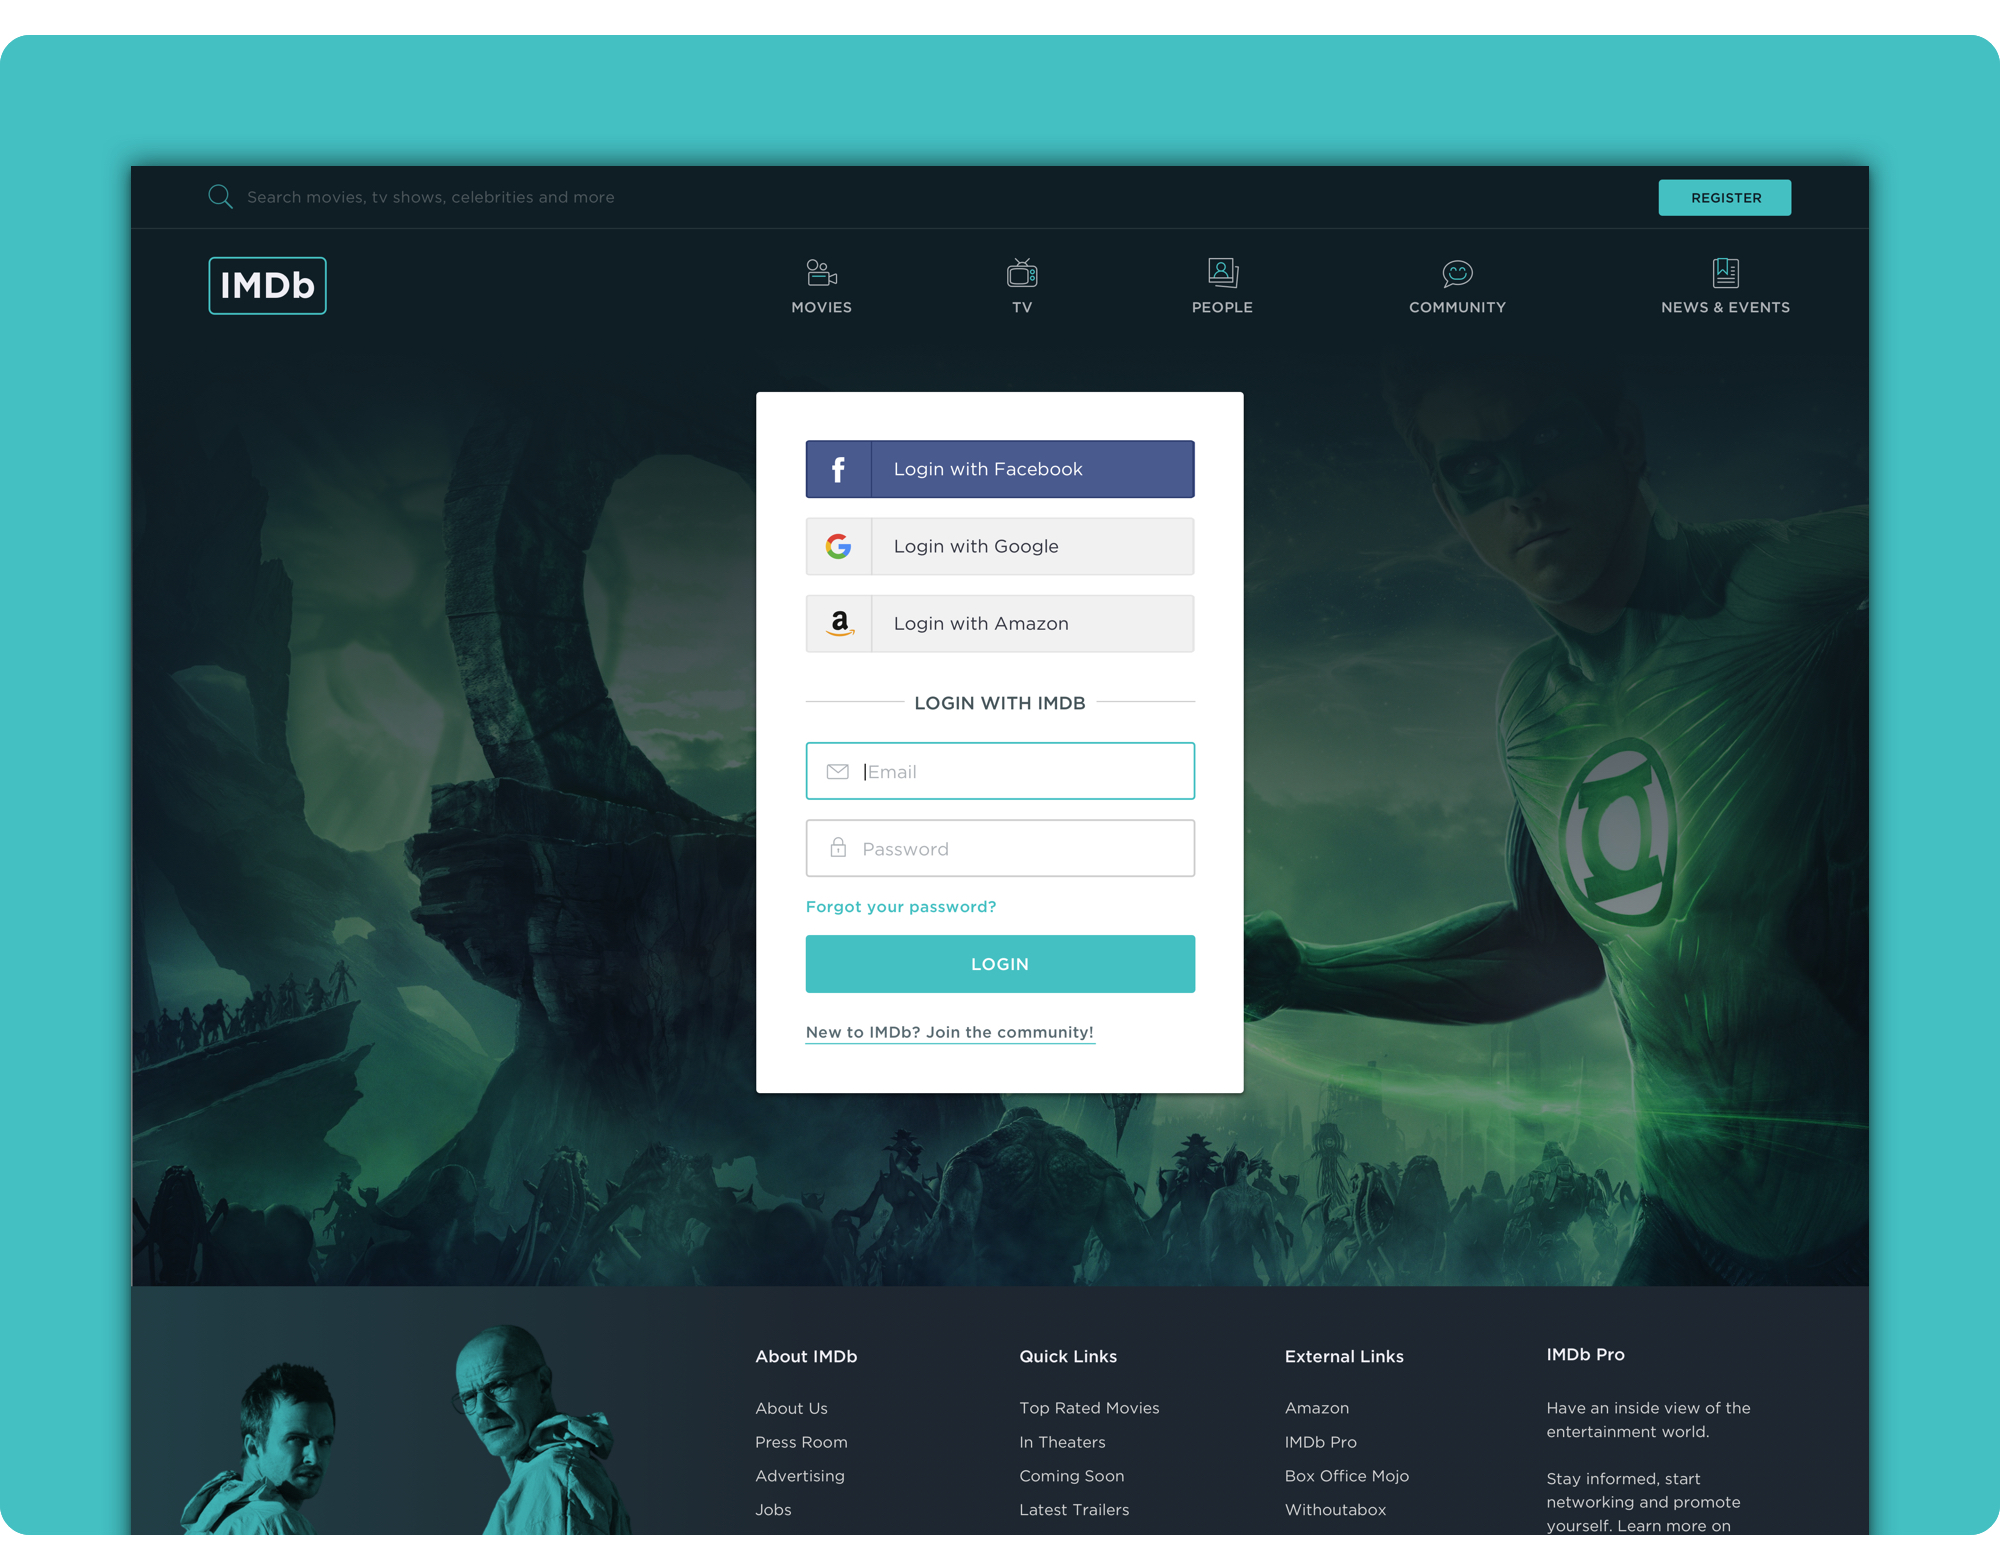 Search movies, tv shows, celebrities and more
REGISTER
IMDb
MOVIES
TV
PEOPLE
COMMUNITY
NEWS & EVENTS
f
Login with Facebook
G
Login with Google
a
Login with Amazon
LOGIN WITH IMDB
Email
Password
Forgot your password?
LOGIN
New to IMDb? Join the community!
About IMDb
About Us
Press Room
Advertising
Jobs
Quick Links
Top Rated Movies
In Theaters
Coming Soon
Latest Trailers
External Links
Amazon
IMDb Pro
Box Office Mojo
Withoutabox
IMDb Pro
Have an inside view of the
entertainment world.
Stay informed, start
networking and promote
yourself. Learn more on